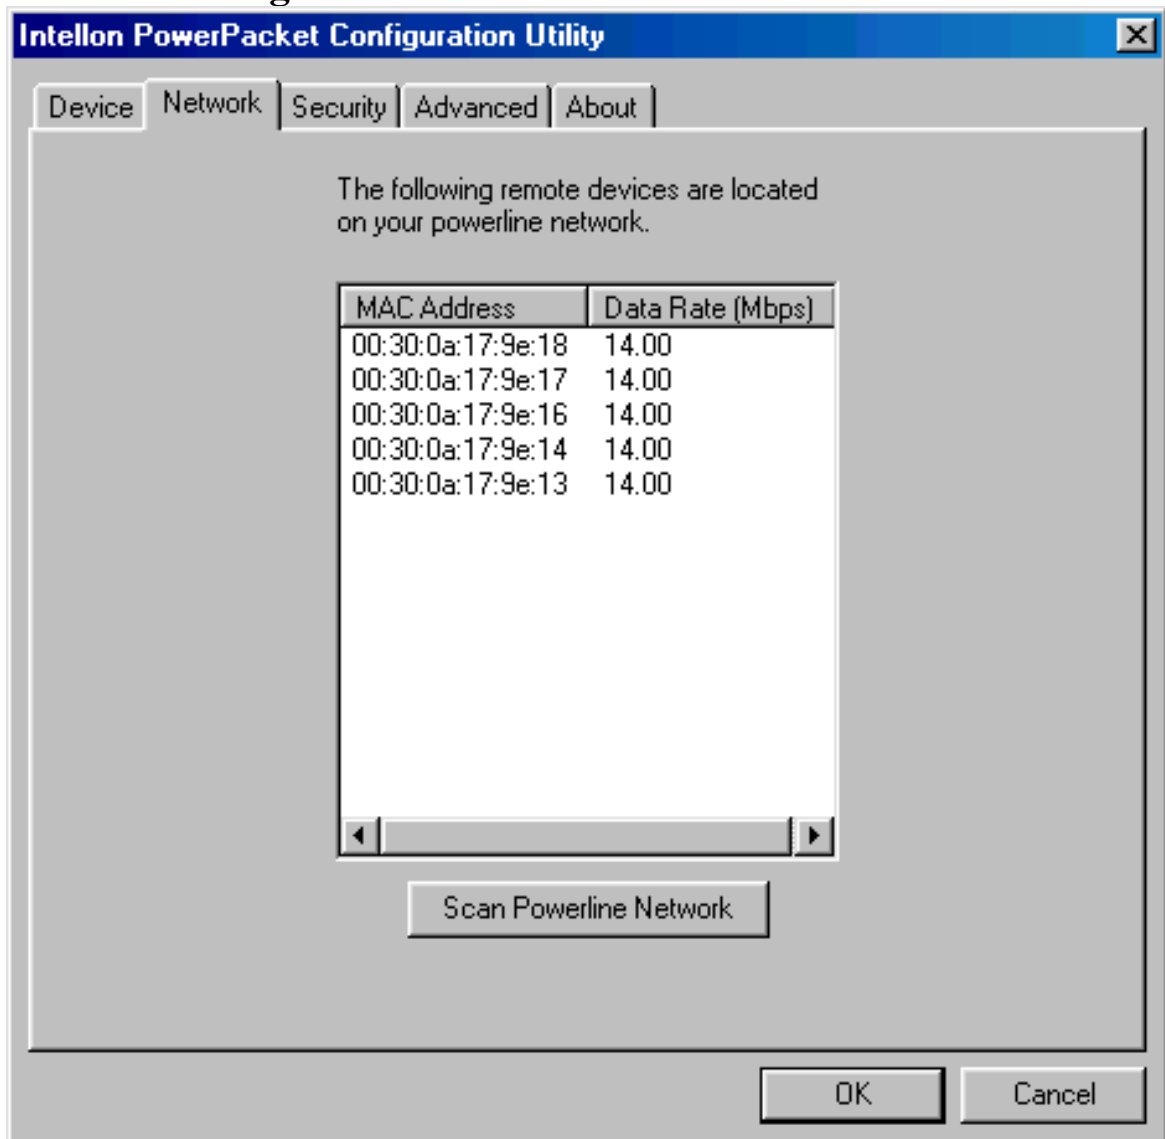 Intellon PowerPacket Configuration Utility
Device Network Security Advanced About
The following remote devices are located
on your powerline network.
MAC Address Data Rate (Mbps)
00:30:0a:17:9e:18 14.00
00:30:0a:17:9e:17 14.00
00:30:0a:17:9e:16 14.00
00:30:0a:17:9e:14 14.00
00:30:0a:17:9e:13 14.00
Scan Powerline Network
OK Cancel